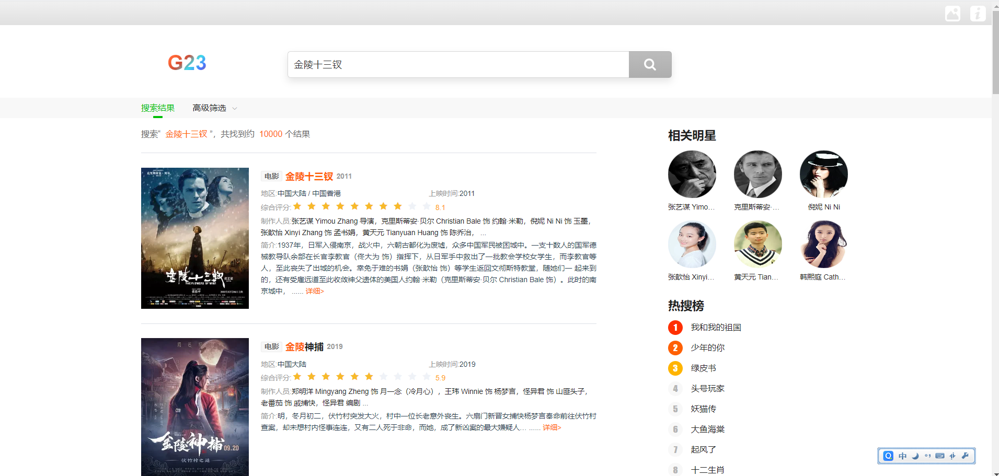 G23
金陵十三钗
搜索结果
高级筛选
搜索“ 金陵十三钗 ”，共找到约 10000 个结果
电影 金陵十三钗 2011
地区:中国大陆 / 中国香港
上映时间:2011
综合评分: 8.1
制作人员:张艺谋 Yimou Zhang 导演，克里斯蒂安·贝尔 Christian Bale 饰 约翰·米勒，倪妮 Ni Ni 饰 玉墨，
张歆怡 Xinyi Zhang 饰 孟书娟，黄天元 Tianyuan Huang 饰 陈乔治， ...
简介:1937年，日军入侵南京，战火中，六朝古都化为废墟，众多中国军民被困城中。一支十数人的国军德
械教导队余部在长官李教官（佟大为 饰）指挥下，从日军手中救出了一批教会学校女学生，而李教官等
人，至此丧失了出城的机会。幸免于难的书娟（张歆怡 饰）等学生返回文彻斯特教堂，随她们一 起来到
的，还有受雇远道至此收敛神父遗体的美国人约翰·米勒（克里斯蒂安·贝尔 Christian Bale 饰）。此时的南
京城中， ...... 详细>
克里斯蒂安·贝尔
金陵十三钗
张艺谋
THE FLOWERS OF WAR
电影 金陵神捕 2019
地区:中国大陆
上映时间:2019
综合评分: 5.9
制作人员:郑明洋 Mingyang Zheng 饰 月一念（冷月心），王玮 Winnie 饰 杨梦言，怪异君 饰 山匪头子，
老番茄 饰 戚捕快，怪异君 编剧 ...
简介:明，冬月初二，伏竹村突发大火，村中一位长老意外丧生。六扇门新晋女捕快杨梦言奉命前往伏竹村
查案，却未想村内怪事连连，又有二人死于非命，而她，成了新凶案的最大嫌疑人… ...... 详细>
金陵神捕
09.20
伏竹村之谜
相关明星
张艺谋 Yimo...
克里斯蒂安·...
倪妮 Ni Ni
张歆怡 Xinyi...
黄天元 Tian...
韩熙庭 Cath...
热搜榜
1 我和我的祖国
2 少年的你
3 绿皮书
4 头号玩家
5 妖猫传
6 大鱼海棠
7 起风了
8 十二生肖
中